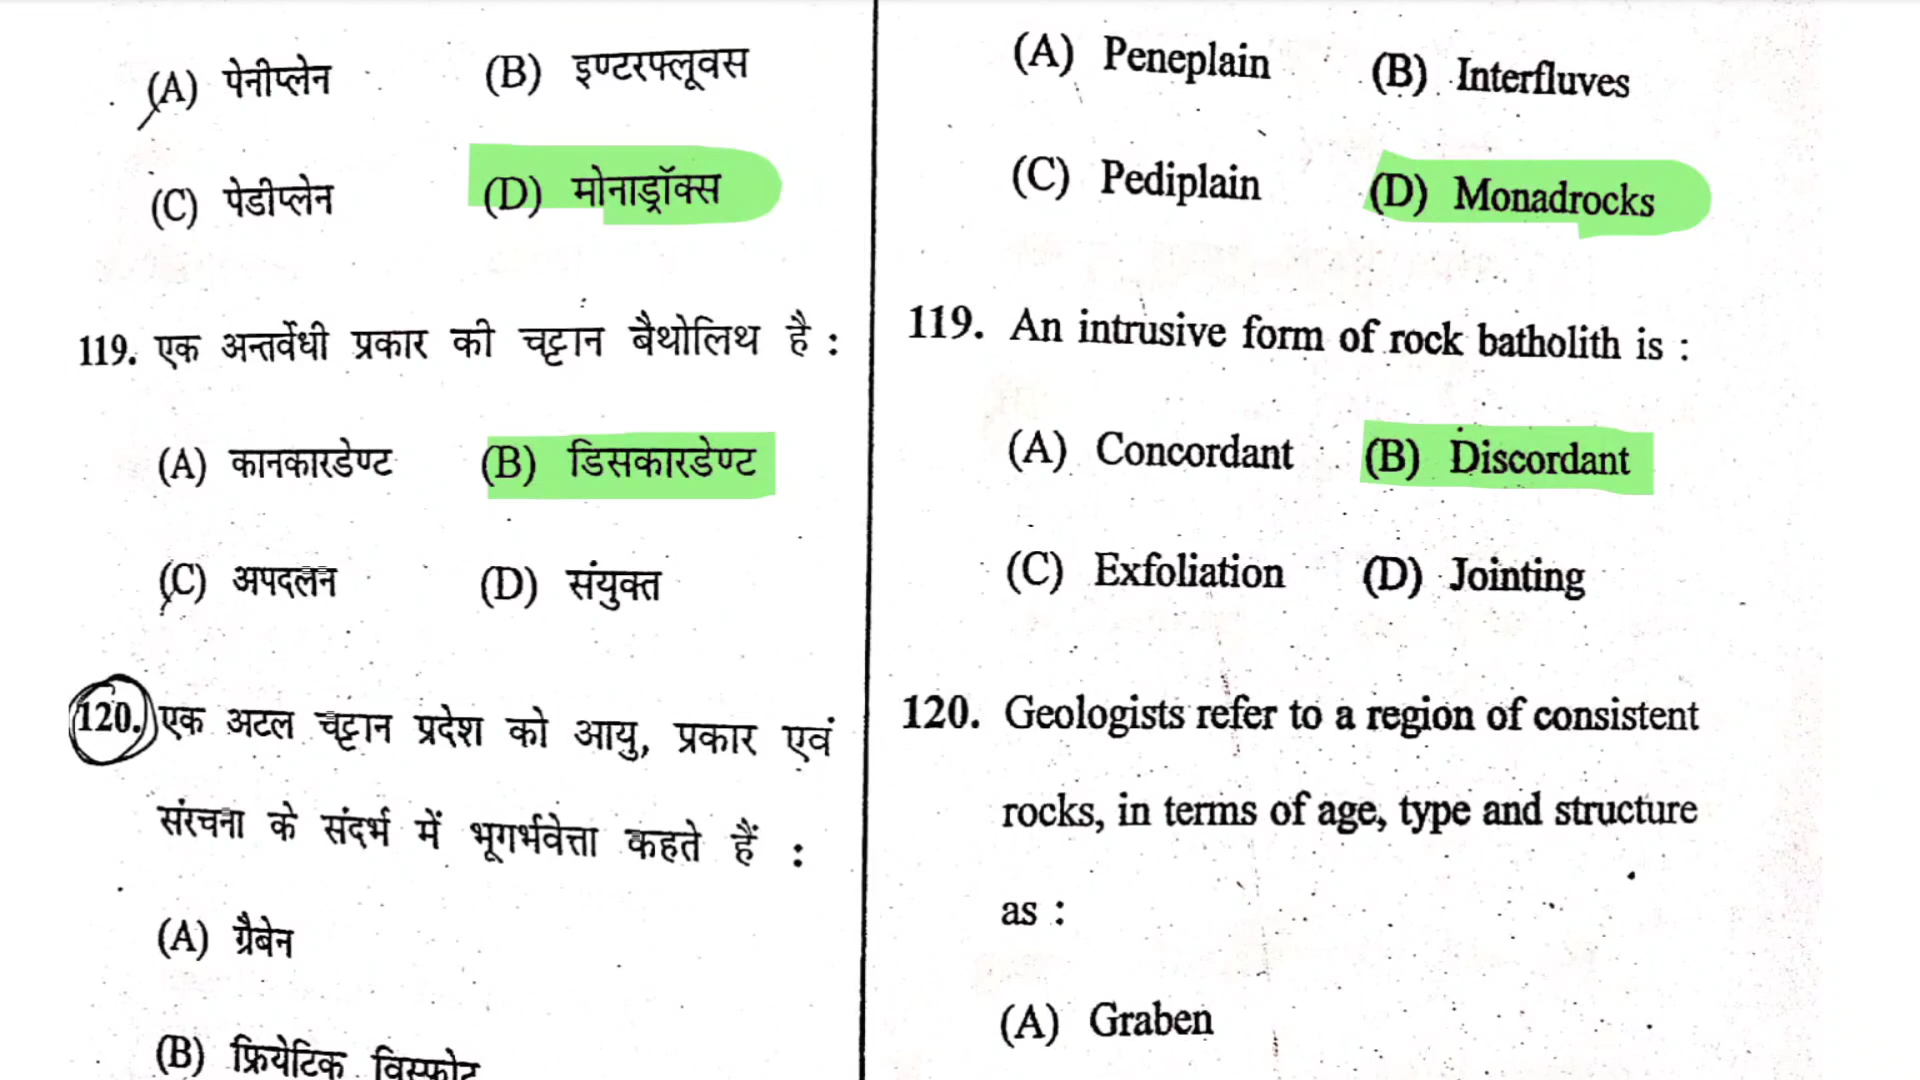 (A) पेनीप्लेन (B) इण्टरफ्लूवस
(C) पेडीप्लेन (D) मोनाड्रॉक्स
119. एक अन्तर्वेधी प्रकार की चट्टान बैथोलिथ है :
(A) कानकारडेण्ट (B) डिसकारडेण्ट
(C) अपदलन (D) संयुक्त
120. एक अटल चट्टान प्रदेश को आयु, प्रकार एवं
संरचना के संदर्भ में भूगर्भवेत्ता कहते हैं :
(A) ग्रैबेन
(B) फ्रियेटिक विस्फोट
(A) Peneplain (B) Interfluves
(C) Pediplain (D) Monadrocks
119. An intrusive form of rock batholith is :
(A) Concordant (B) Discordant
(C) Exfoliation (D) Jointing
120. Geologists refer to a region of consistent
rocks, in terms of age, type and structure
as :
(A) Graben